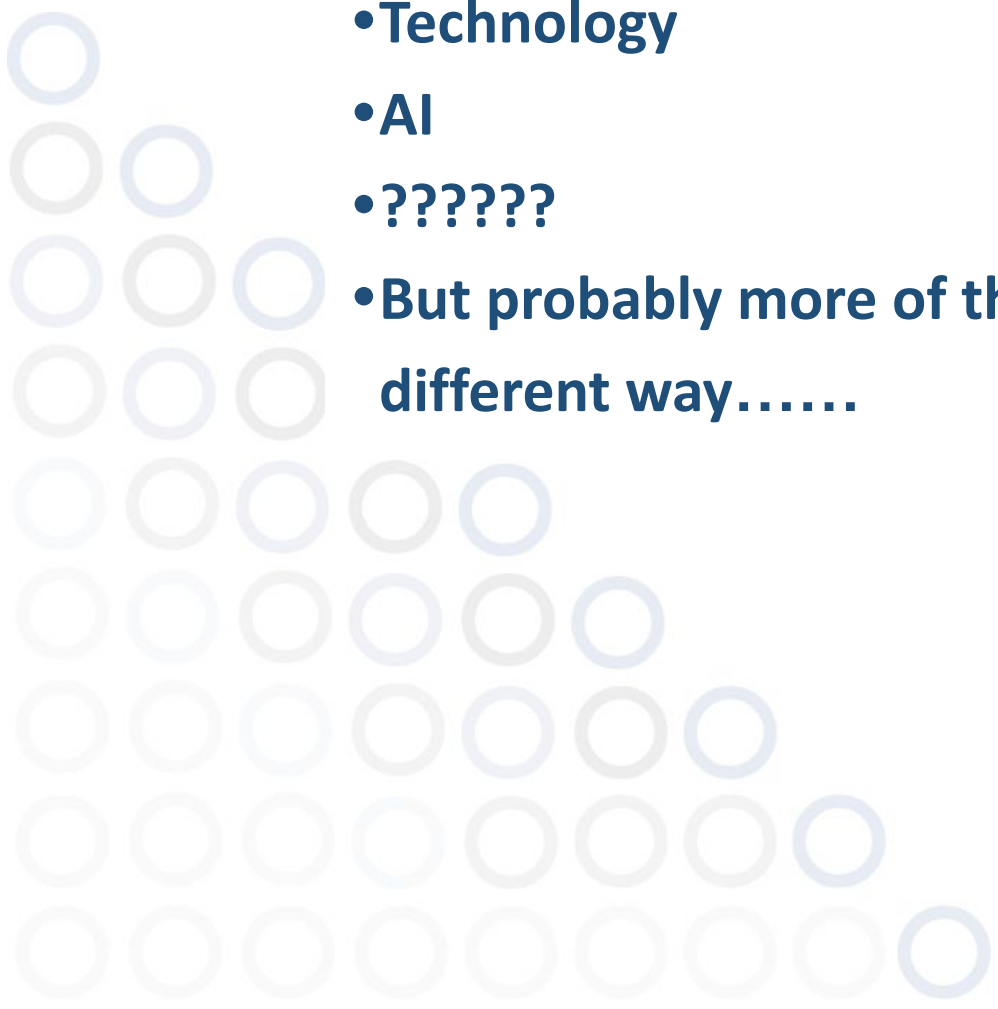 •Technology
•AI
•??????
•But probably more of
different way……